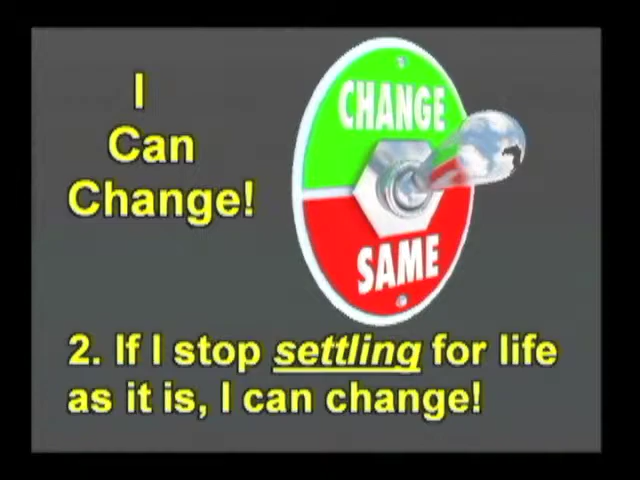 I
Can
Change!
CHANGE
SAME
2. If I stop settling for life
as it is, I can change!